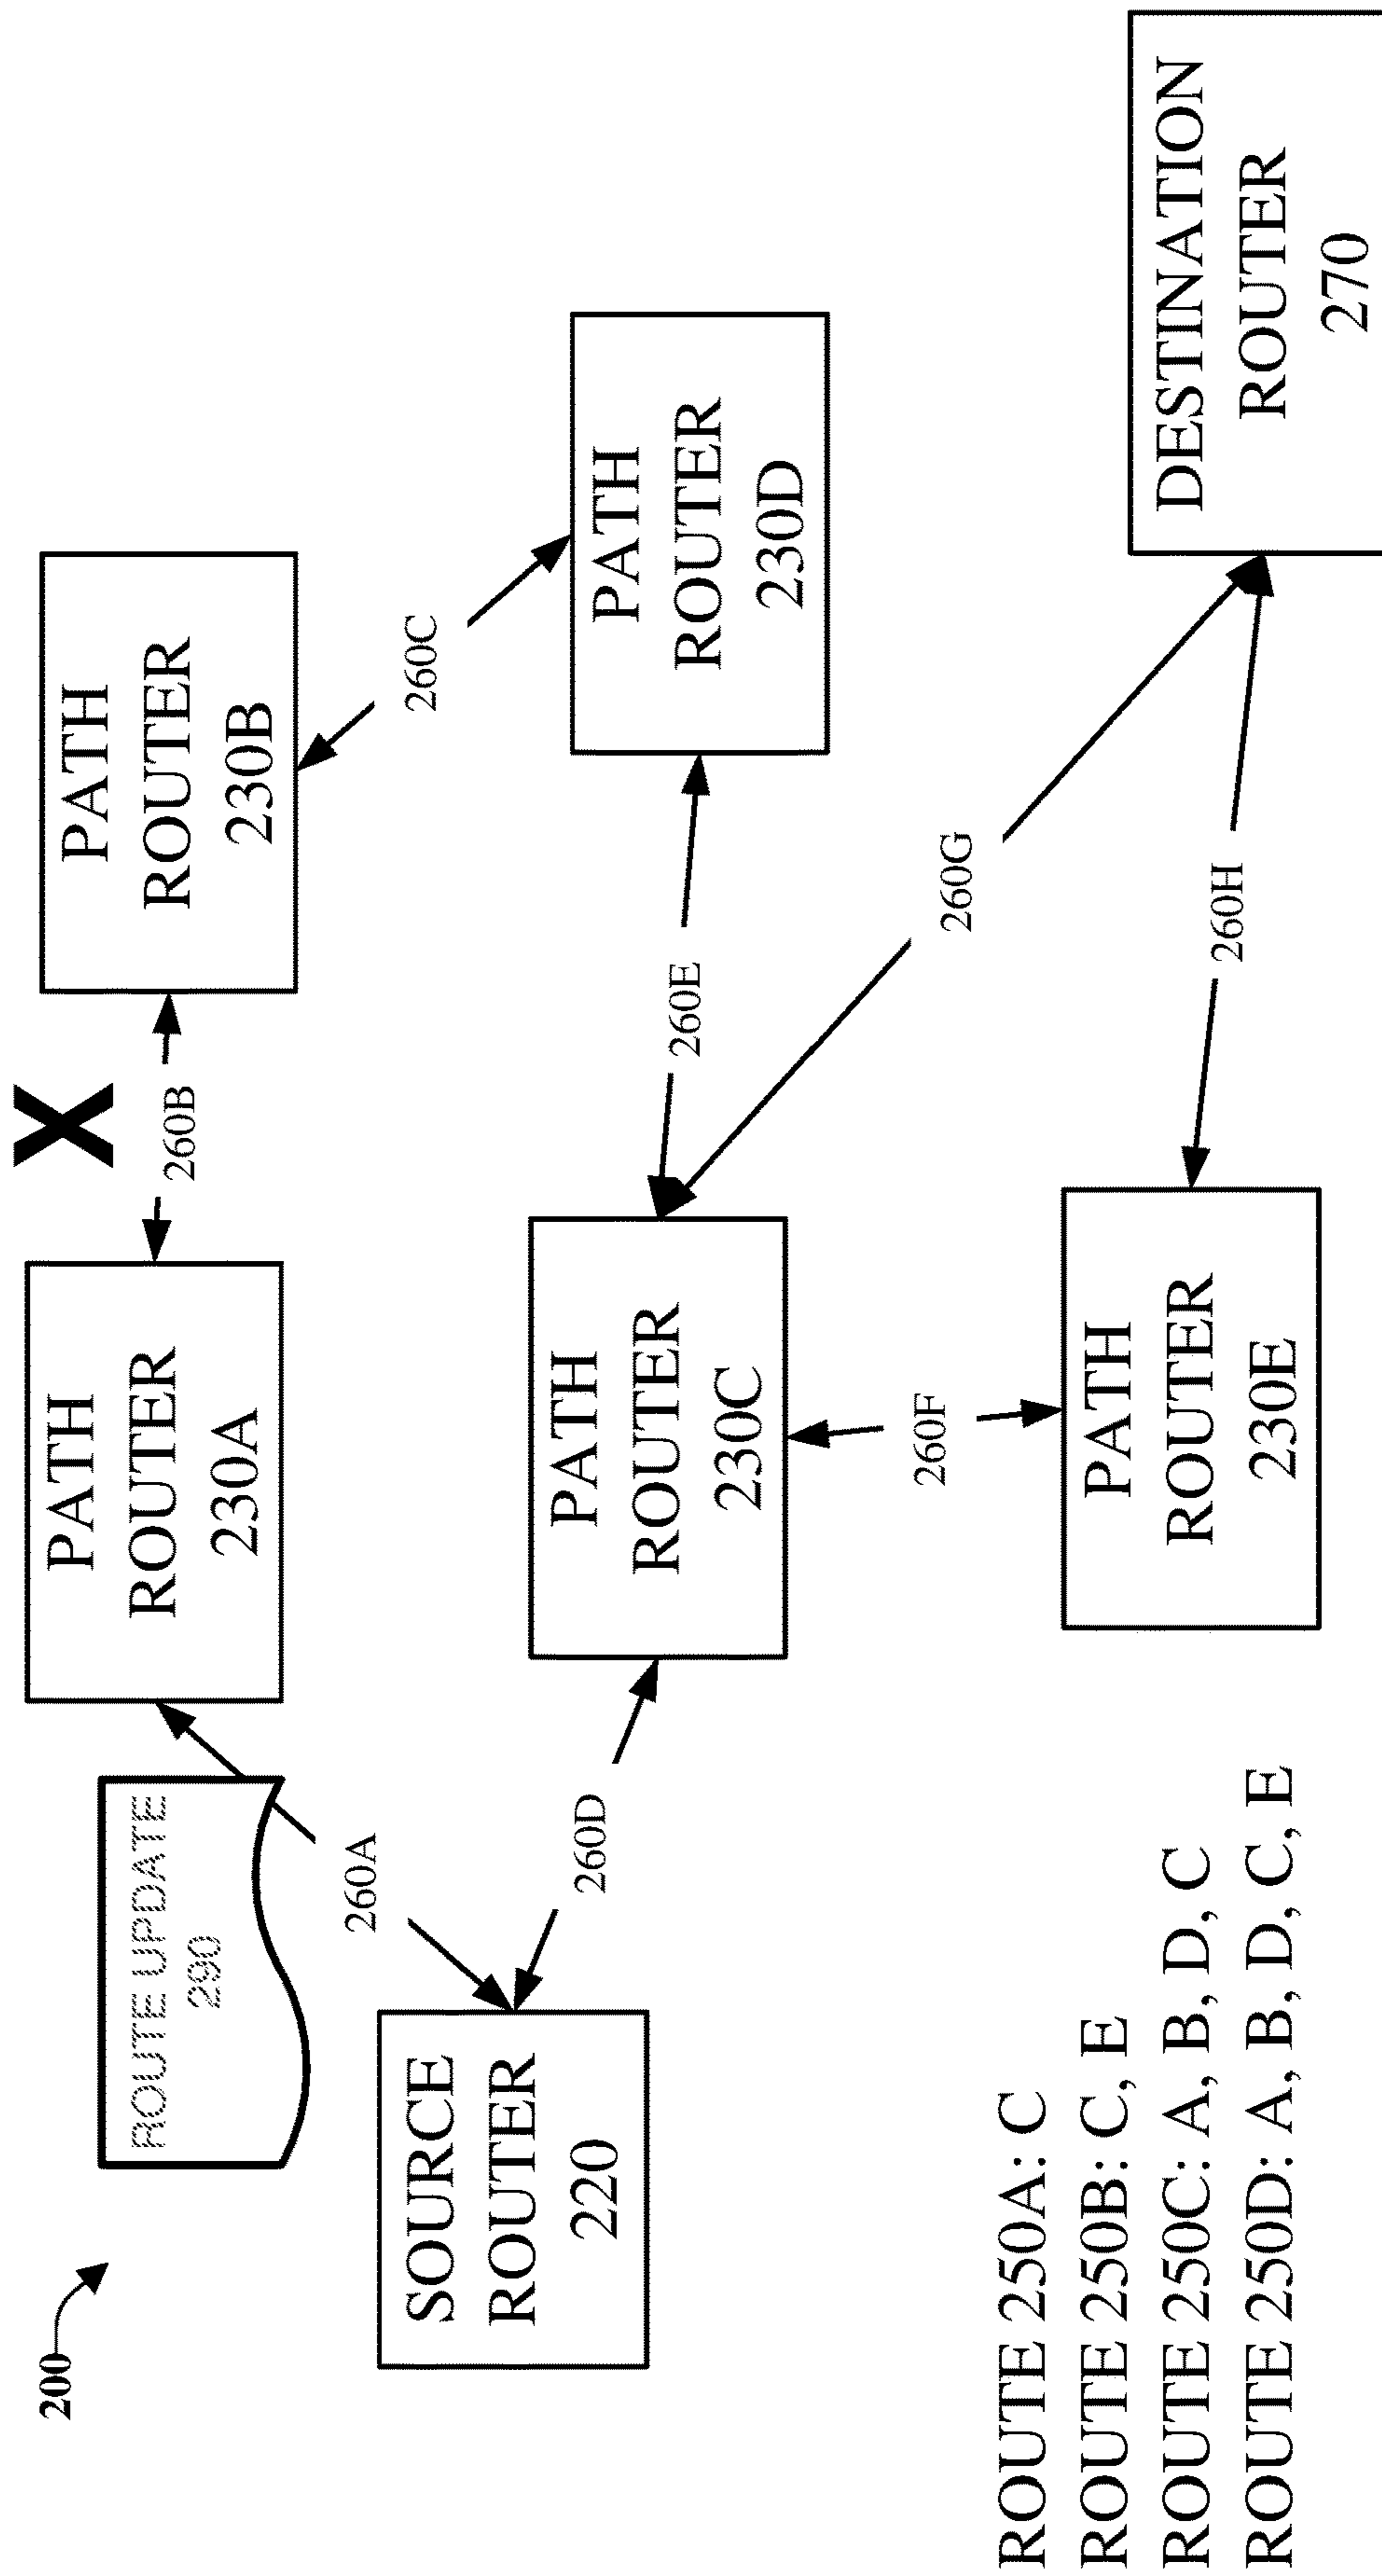 200
ROUTE UPDATE
290
PATH
ROUTER
230A
X
260B
PATH
ROUTER
230B
260A
260C
SOURCE
ROUTER
220
260D
PATH
ROUTER
230C
260E
PATH
ROUTER
230D
260F
260G
PATH
ROUTER
230E
260H
DESTINATION
ROUTER
270
ROUTE 250A: C
ROUTE 250B: C, E
ROUTE 250C: A, B, D, C
ROUTE 250D: A, B, D, C, E